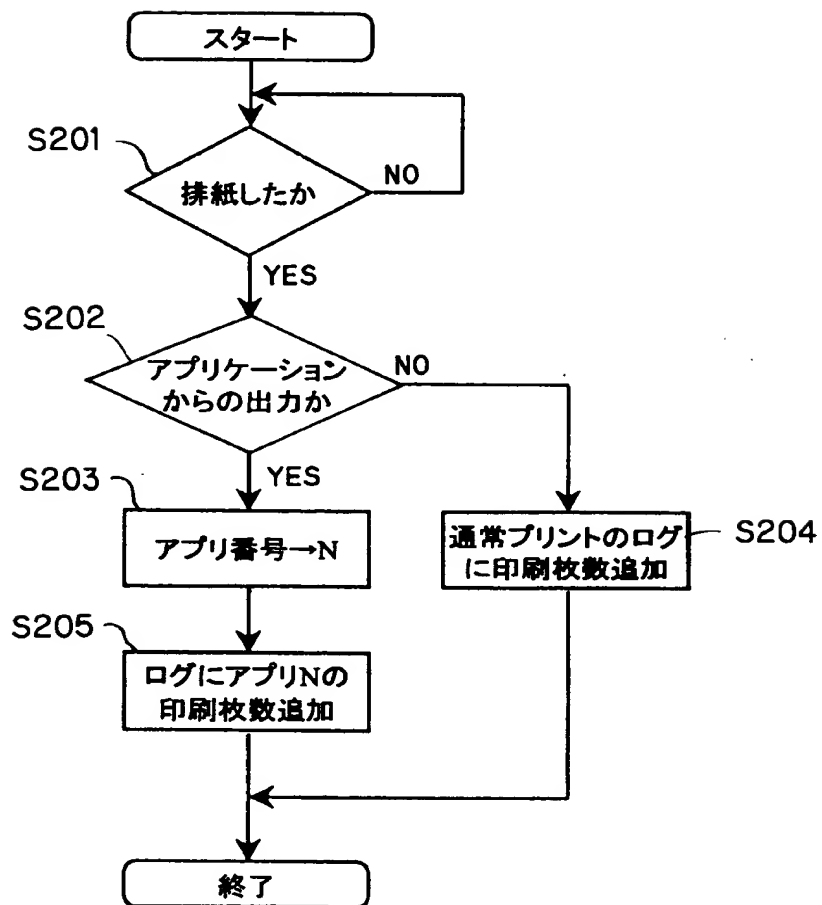 スタート
S201
排紙したか
NO
YES
S202
アプリケーション
からの出力か
NO
YES
S203
アプリ番号→N
通常プリントのログ
に印刷枚数追加
S204
S205
ログにアプリNの
印刷枚数追加
終了